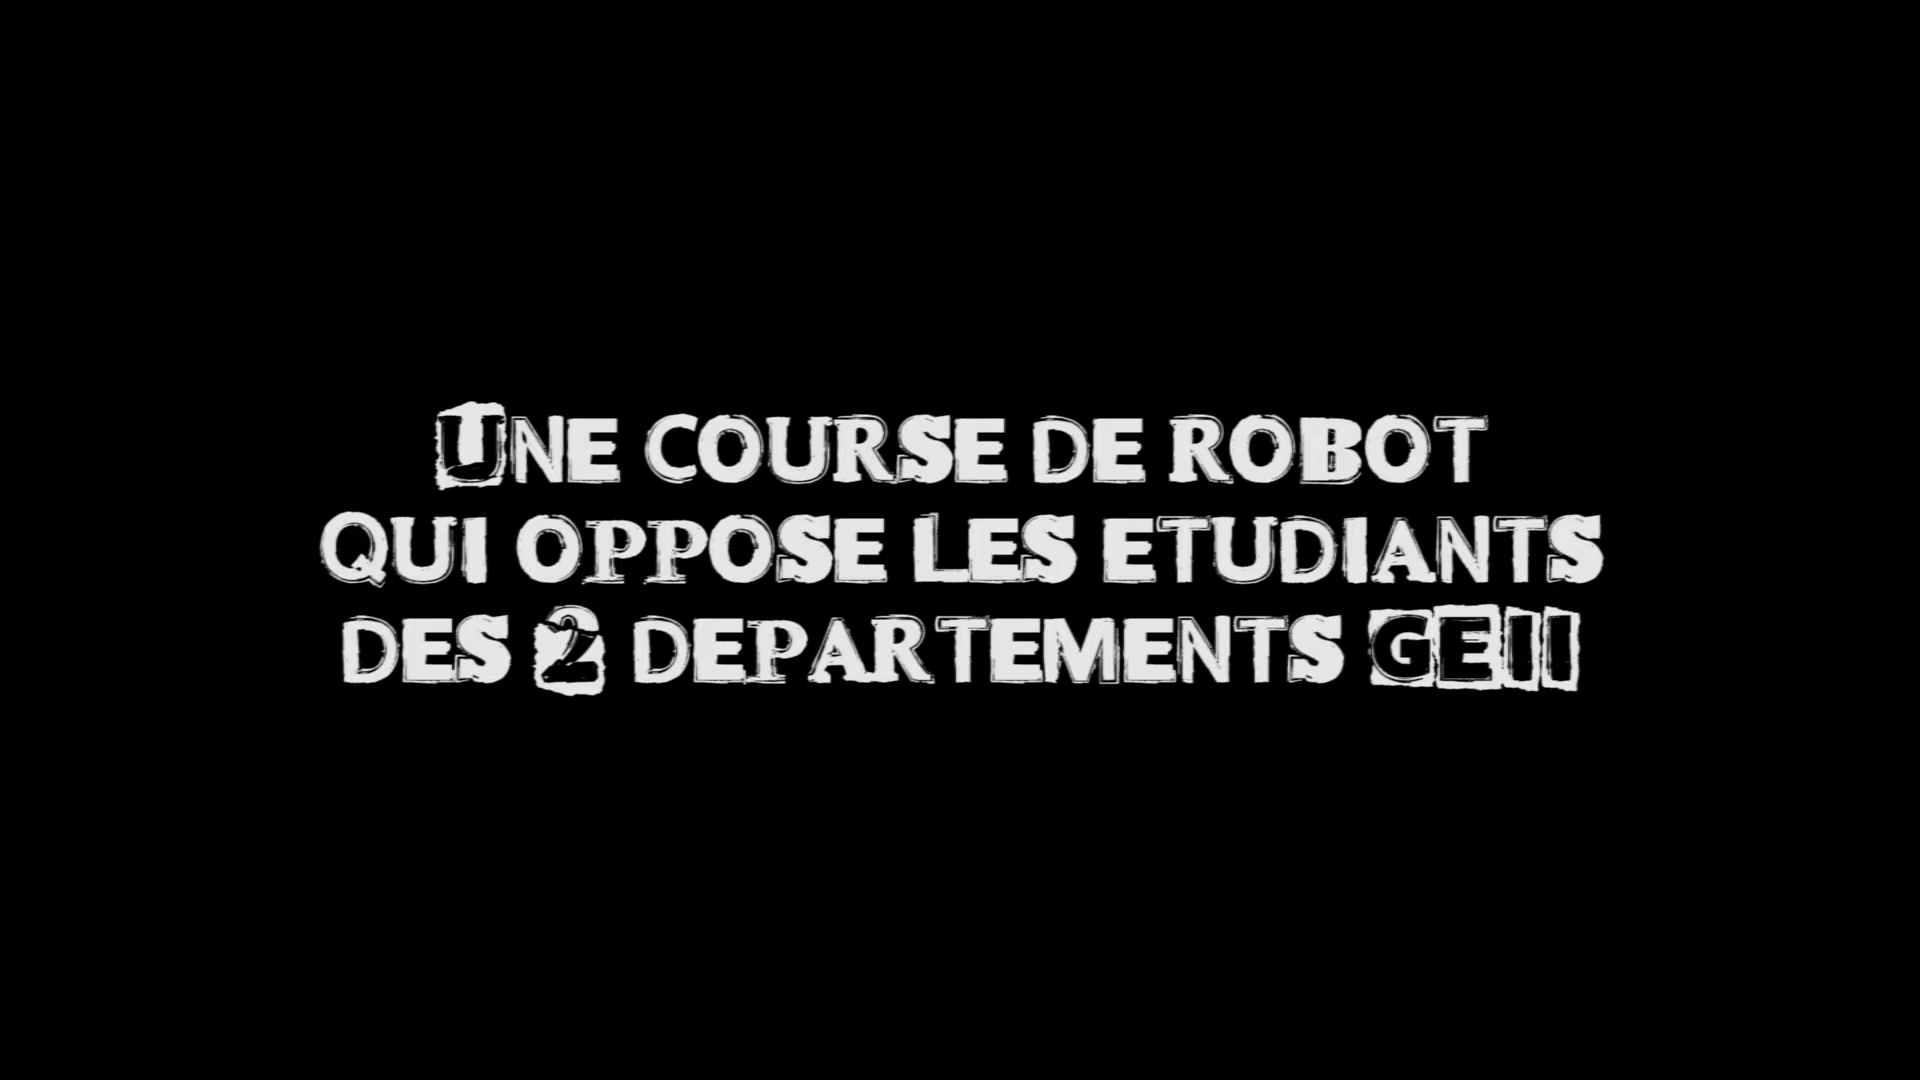 UNE COURSE DE ROBOT
QUI OPPOSE LES ETUDIANTS
DES 2 DEPARTEMENTS GEII